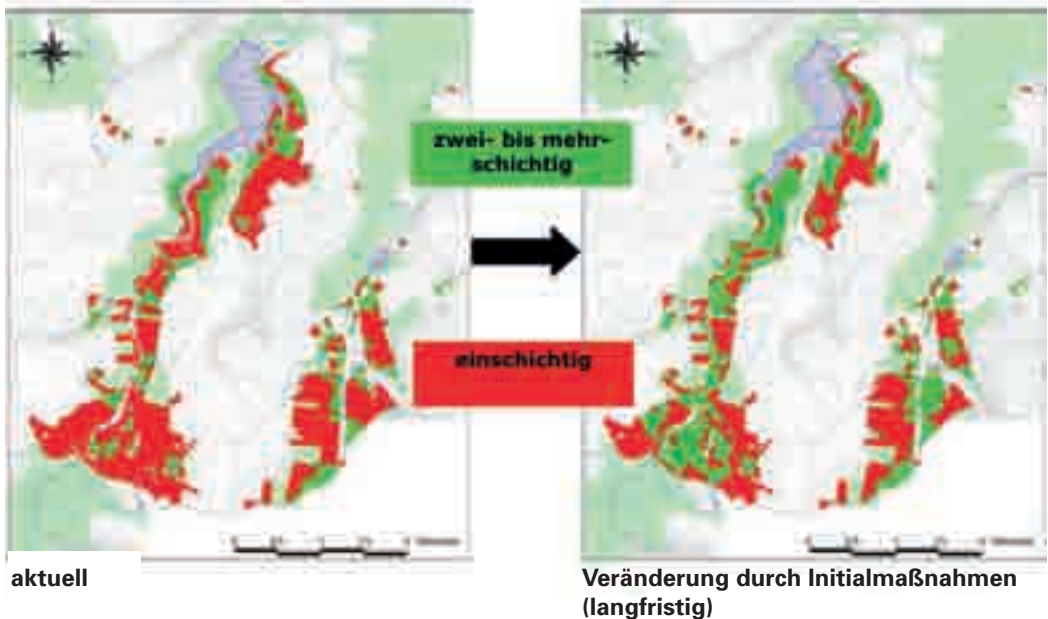 zwei- bis mehr-
schichtig
einschichtig
aktuell
Veränderung durch Initialmaßnahmen
(langfristig)